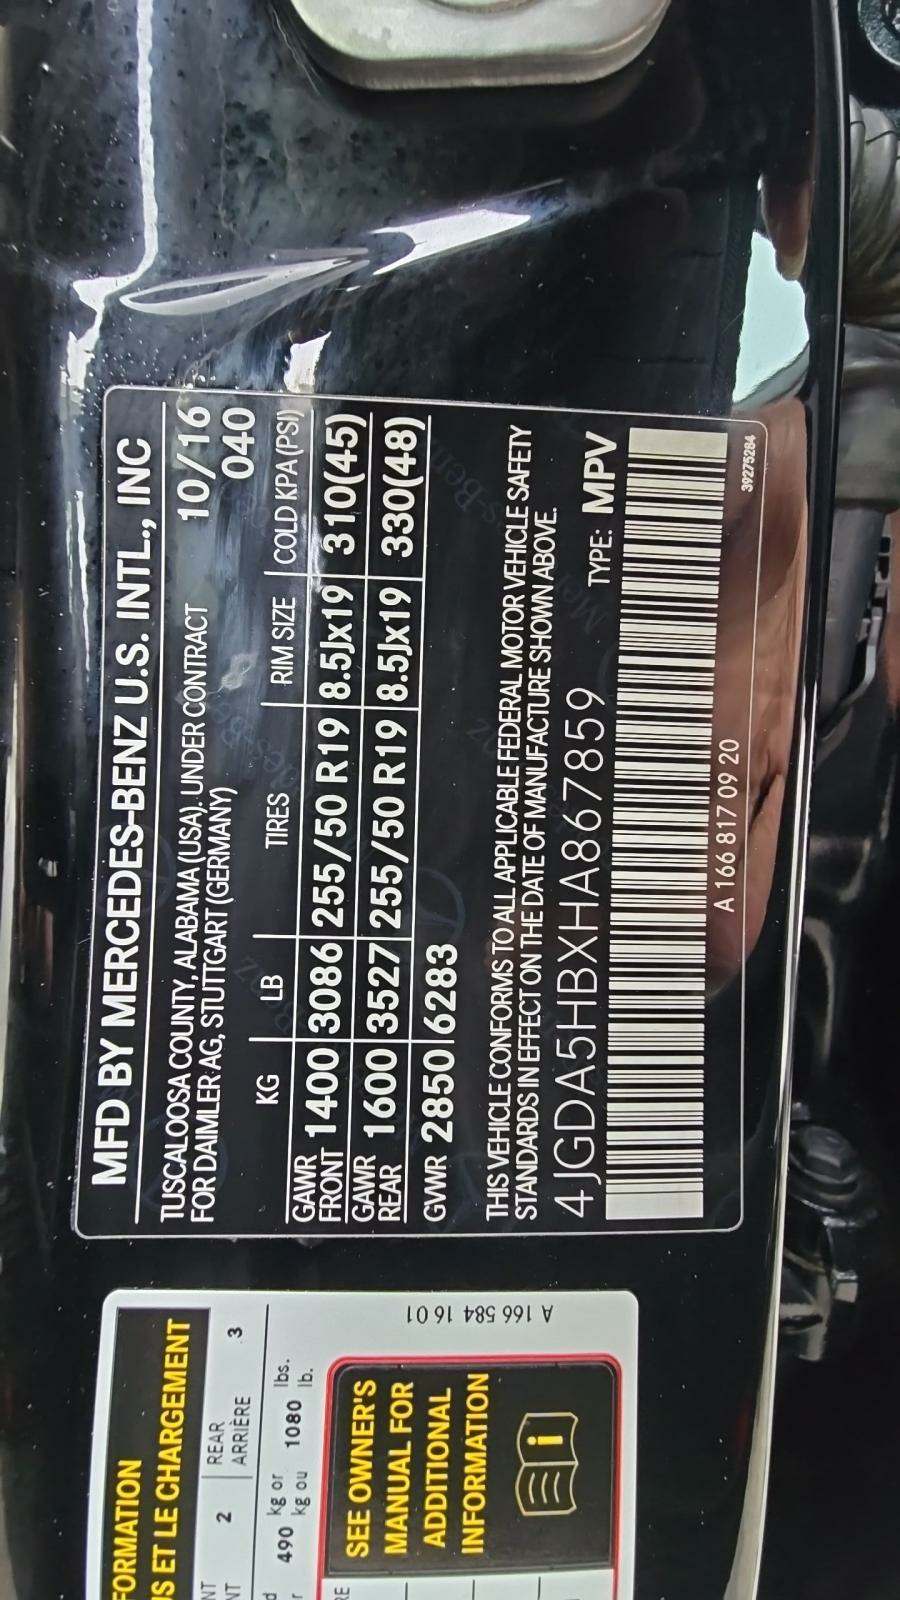 MFD BY MERCEDES-BENZ U.S. INTL., INC
TUSCALOOSA COUNTY, ALABAMA (USA). UNDER CONTRACT 10/16
FOR DAIMLER AG, STUTTGART (GERMANY) 040
KG LB TIRES RIM SIZE COLD KPA (PSI)
GAWR FRONT 1400 3086 255/50 R19 8.5Jx19 310(45)
GAWR REAR 1600 3527 255/50 R19 8.5Jx19 330(48)
GVWR 2850 6283
THIS VEHICLE CONFORMS TO ALL APPLICABLE FEDERAL MOTOR VEHICLE SAFETY
STANDARDS IN EFFECT ON THE DATE OF MANUFACTURE SHOWN ABOVE.
4JGDA5HBXHA867859 TYPE: MPV
A 166 817 09 20
39275284
ET LE CHARGEMENT
2 REAR 3
ARRIÈRE
490 kg or 1080 lbs.
kg ou lb.
SEE OWNER'S
MANUAL FOR
ADDITIONAL
INFORMATION
A 166 584 16 01